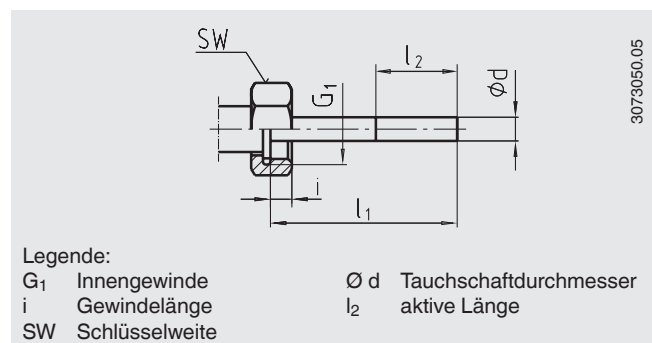 SW
G₁
l₂
Ød
3073050.05
i
l₁
Legende:
G₁ Innengewinde
i Gewindelänge
SW Schlüsselweite
Ø d Tauchschaftdurchmesser
l₂ aktive Länge